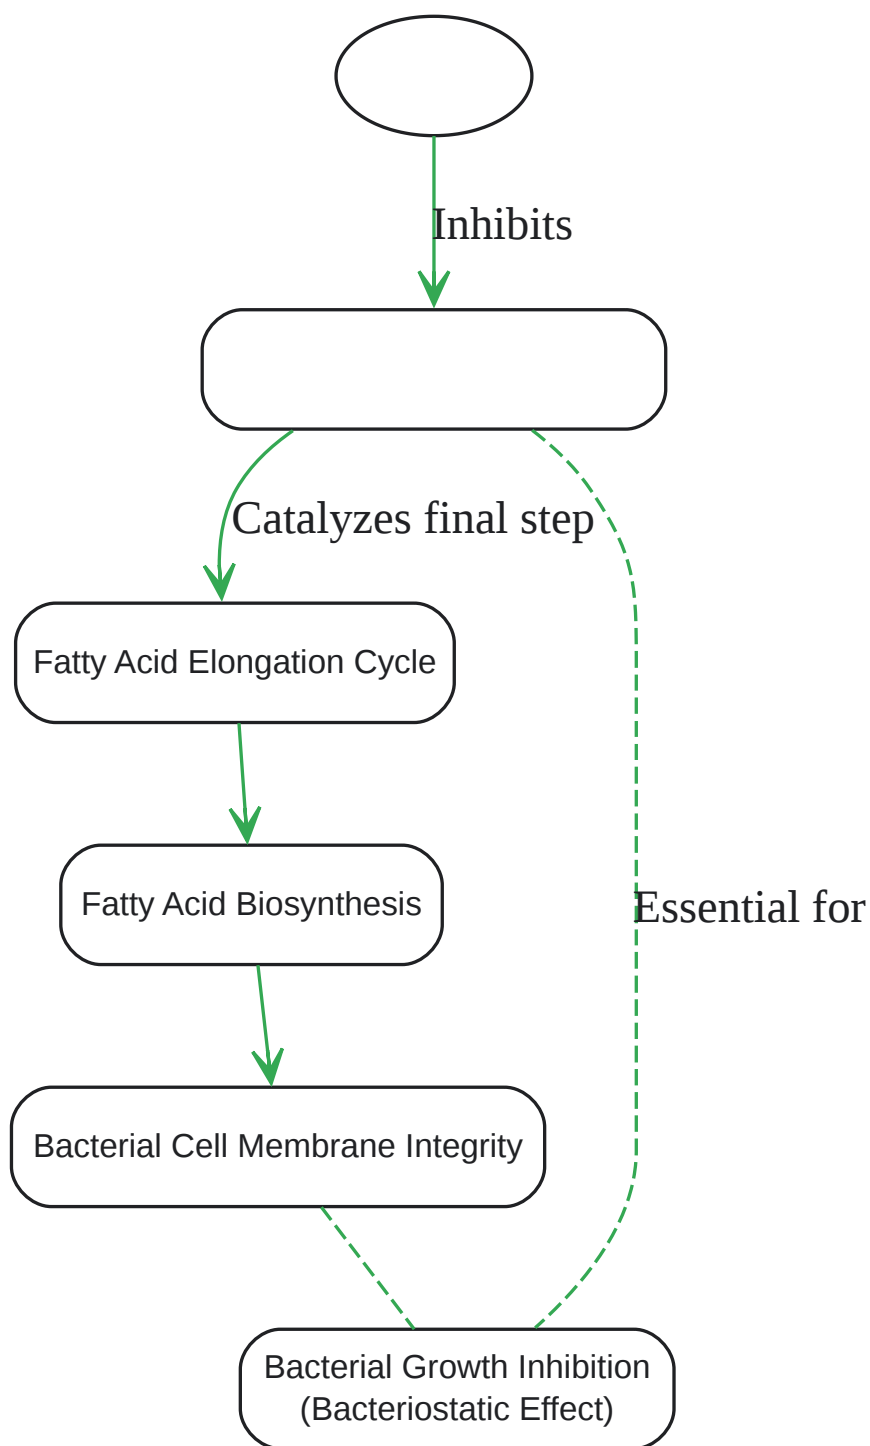 Inhibits
Catalyzes final step
Fatty Acid Elongation Cycle
Fatty Acid Biosynthesis
Essential for
Bacterial Cell Membrane Integrity
Bacterial Growth Inhibition
(Bacteriostatic Effect)